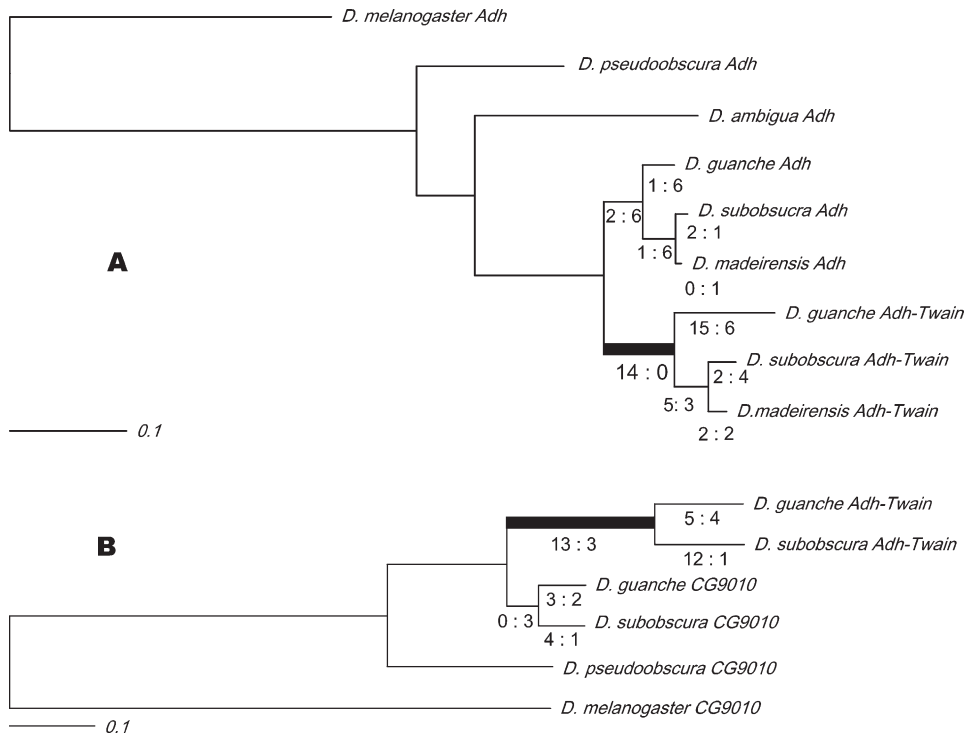 D. melanogaster Adh
D. pseudoobscura Adh
D. ambigua Adh
D. guanche Adh
1 : 6
2 : 6
D. subobsucra Adh
2 : 1
1 : 6
D. madeirensis Adh
0 : 1
A
D. guanche Adh-Twain
15 : 6
D. subobscura Adh-Twain
14 : 0
2 : 4
5: 3
D.madeirensis Adh-Twain
2 : 2
0.1
D. guanche Adh-Twain
5 : 4
B
13 : 3
D. subobscura Adh-Twain
12 : 1
D. guanche CG9010
3 : 2
0 : 3
D. subobscura CG9010
4 : 1
D. pseudoobscura CG9010
D. melanogaster CG9010
0.1